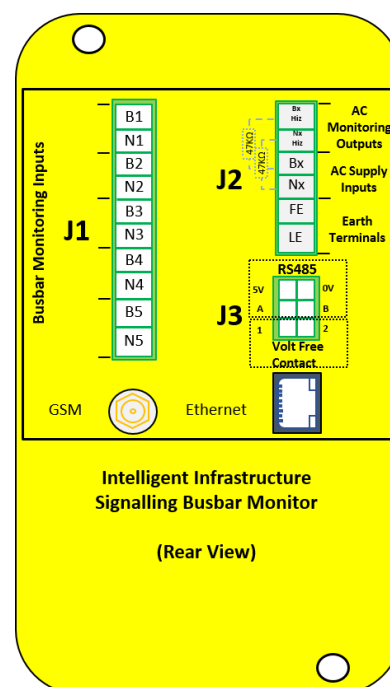 Busbar Monitoring Inputs
J1
B1
N1
B2
N2
B3
N3
B4
N4
B5
N5
J2
47KΩ
47KΩ
Bx
Hiz
Nx
Hiz
Bx
Nx
FE
LE
AC
Monitoring
Outputs
AC Supply
Inputs
Earth
Terminals
J3
RS485
5V
0V
A
B
1
2
Volt Free
Contact
GSM
Ethernet
Intelligent Infrastructure
Signalling Busbar Monitor
(Rear View)